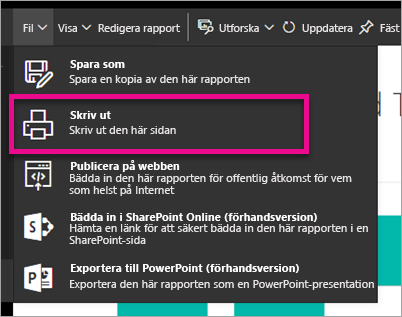 Fil Visa Redigera rapport Utforska Uppdatera Fäst
Spara som
Spara en kopia av den här rapporten
Skriv ut
Skriv ut den här sidan
Publicera på webben
Bädda in den här rapporten för offentlig åtkomst för vem
som helst på Internet
Bädda in i SharePoint Online (förhandsversion)
Hämta en länk för att säkert bädda in den här rapporten i en
SharePoint-sida
Exportera till PowerPoint (förhandsversion)
Exportera den här rapporten som en PowerPoint-presentation